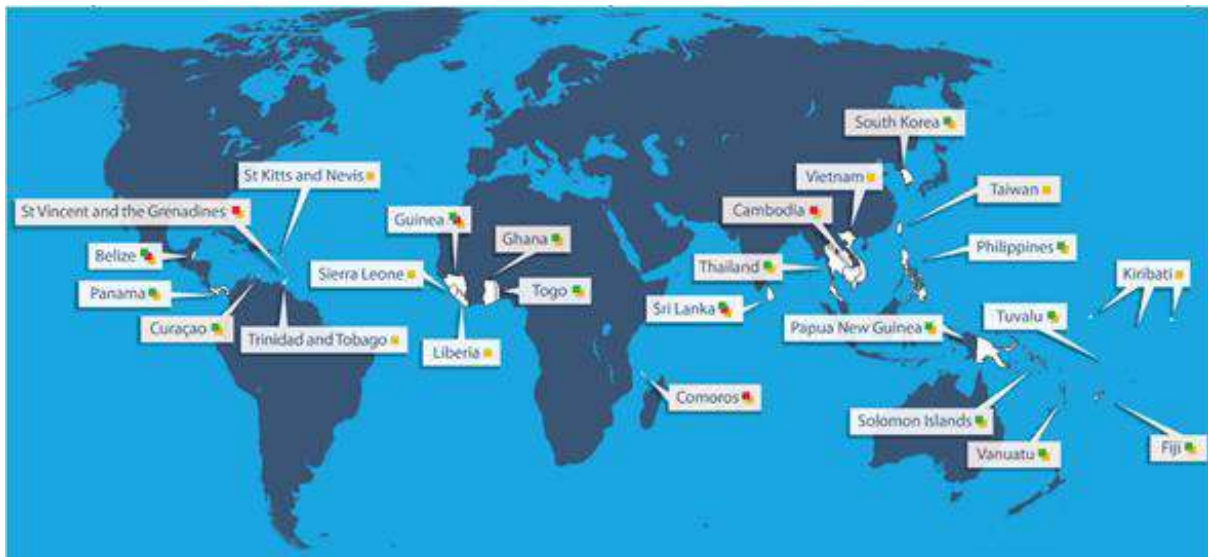 South Korea
St Kitts and Nevis
Vietnam
Taiwan
St Vincent and the Grenadines
Cambodia
Guinea
Ghana
Belize
Philippines
Thailand
Sierra Leone
Kiribati
Panama
Togo
Sri Lanka
Tuvalu
Curaçao
Papua New Guinea
Trinidad and Tobago
Liberia
Comoros
Solomon Islands
Fiji
Vanuatu